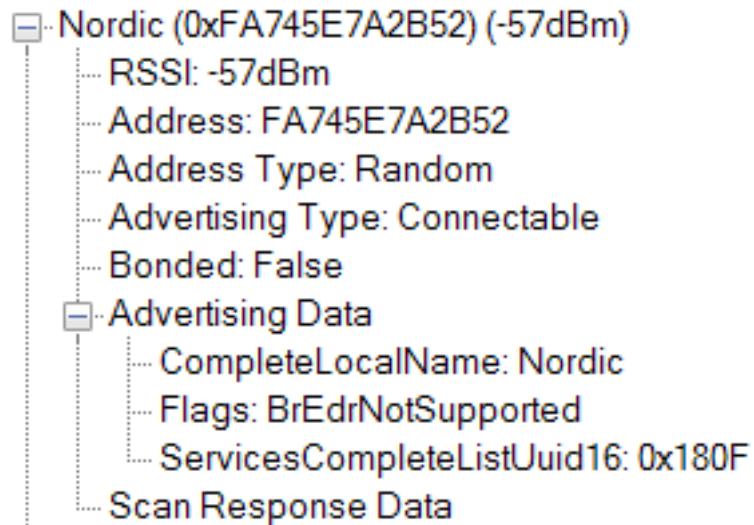 Nordic (0xFA745E7A2B52) (-57dBm)
RSSI: -57dBm
Address: FA745E7A2B52
Address Type: Random
Advertising Type: Connectable
Bonded: False
Advertising Data
CompleteLocalName: Nordic
Flags: BrEdrNotSupported
ServicesCompleteListUuid16: 0x180F
Scan Response Data